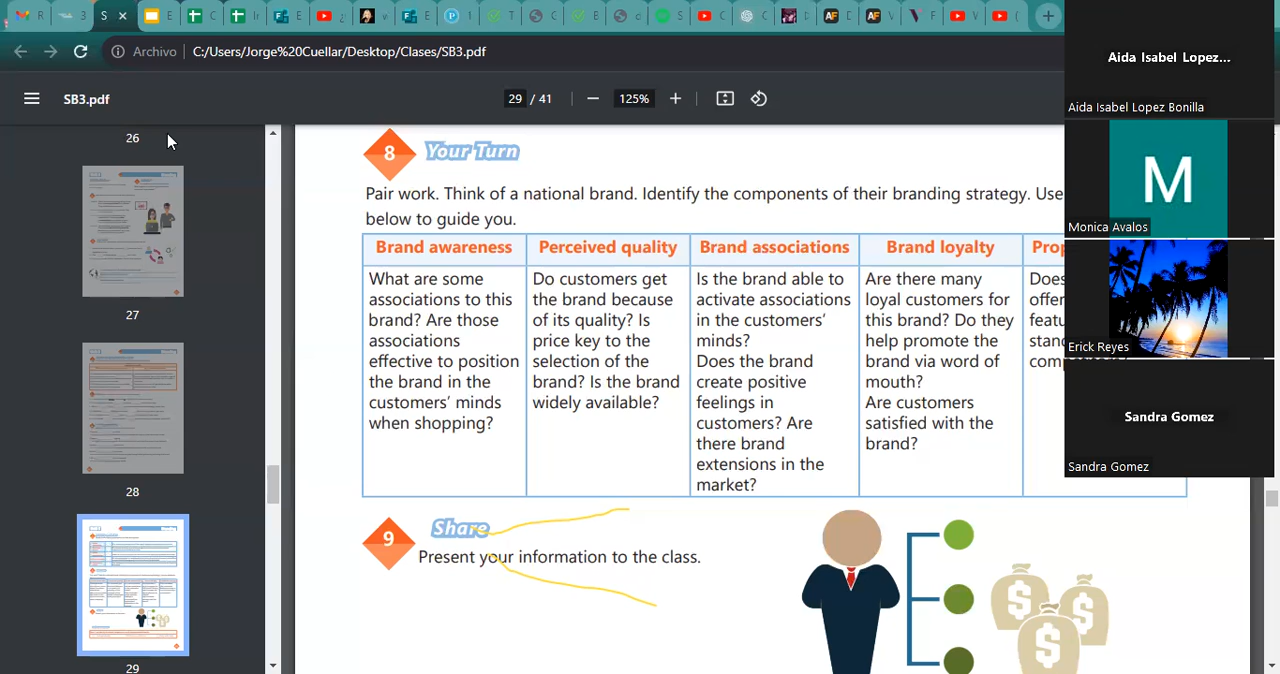 Archivo C:/Users/Jorge%20Cuellar/Desktop/Clases/SB3.pdf
SB3.pdf
29 / 41
125%
26
27
28
29
8 Your Turn
Pair work. Think of a national brand. Identify the components of their branding strategy. Use
below to guide you.
Brand awareness
What are some
associations to this
brand? Are those
associations
effective to position
the brand in the
customers' minds
when shopping?
Perceived quality
Do customers get
the brand because
of its quality? Is
price key to the
selection of the
brand? Is the brand
widely available?
Brand associations
Is the brand able to
activate associations
in the customers'
minds?
Does the brand
create positive
feelings in
customers? Are
there brand
extensions in the
market?
Brand loyalty
Are there many
loyal customers for
this brand? Do they
help promote the
brand via word of
mouth?
Are customers
satisfied with the
brand?
9 Share
Present your information to the class.
$ $ $
Aida Isabel Lopez...
Aida Isabel Lopez Bonilla
M
Monica Avalos
Erick Reyes
Sandra Gomez
Sandra Gomez